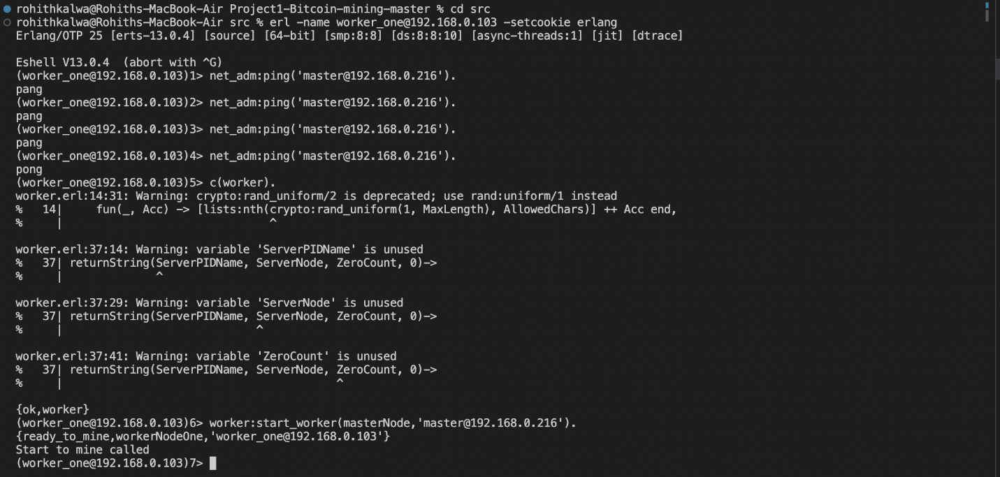 rohithkalwa@Rohiths-MacBook-Air Project1-Bitcoin-mining-master % cd src
rohithkalwa@Rohiths-MacBook-Air src % erl -name worker_one@192.168.0.103 -setcookie erlang
Erlang/OTP 25 [erts-13.0.4] [source] [64-bit] [smp:8:8] [ds:8:8:10] [async-threads:1] [jit] [dtrace]

Eshell V13.0.4  (abort with ^G)
(worker_one@192.168.0.103)1> net_adm:ping('master@192.168.0.216').
pang
(worker_one@192.168.0.103)2> net_adm:ping('master@192.168.0.216').
pang
(worker_one@192.168.0.103)3> net_adm:ping('master@192.168.0.216').
pang
(worker_one@192.168.0.103)4> net_adm:ping('master@192.168.0.216').
pong
(worker_one@192.168.0.103)5> c(worker).
worker.erl:14:31: Warning: crypto:rand_uniform/2 is deprecated; use rand:uniform/1 instead
%   14|     fun(_, Acc) -> [lists:nth(crypto:rand_uniform(1, MaxLength), AllowedChars)] ++ Acc end,
%     |                               ^

worker.erl:37:14: Warning: variable 'ServerPIDName' is unused
%   37| returnString(ServerPIDName, ServerNode, ZeroCount, 0)->
%     |              ^

worker.erl:37:29: Warning: variable 'ServerNode' is unused
%   37| returnString(ServerPIDName, ServerNode, ZeroCount, 0)->
%     |                             ^

worker.erl:37:41: Warning: variable 'ZeroCount' is unused
%   37| returnString(ServerPIDName, ServerNode, ZeroCount, 0)->
%     |                                         ^

{ok,worker}
(worker_one@192.168.0.103)6> worker:start_worker(masterNode,'master@192.168.0.216').
{ready_to_mine,workerNodeOne,'worker_one@192.168.0.103'}
Start to mine called
(worker_one@192.168.0.103)7>